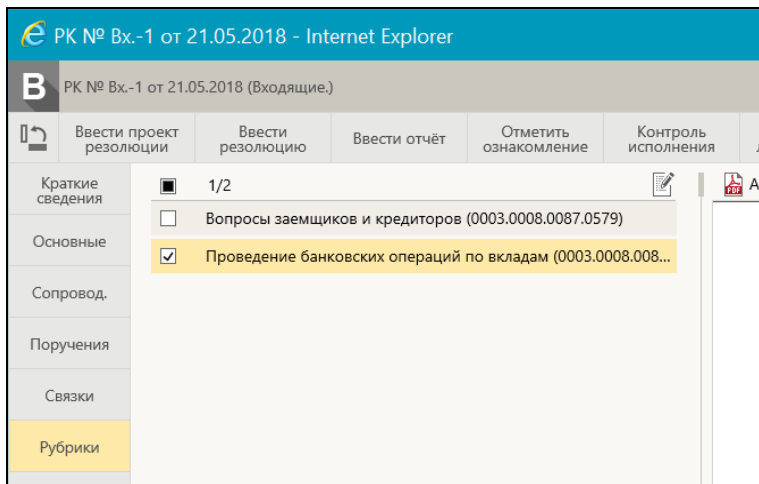 РК № Вх.-1 от 21.05.2018 - Internet Explorer
В РК № Вх.-1 от 21.05.2018 (Входящие.)
Ввести проект резолюции
Ввести резолюцию
Ввести отчёт
Отметить ознакомление
Контроль исполнения
Краткие сведения
1/2
Вопросы заемщиков и кредиторов (0003.0008.0087.0579)
Основные
Проведение банковских операций по вкладам (0003.0008.008...
Сопровод.
Поручения
Связки
Рубрики